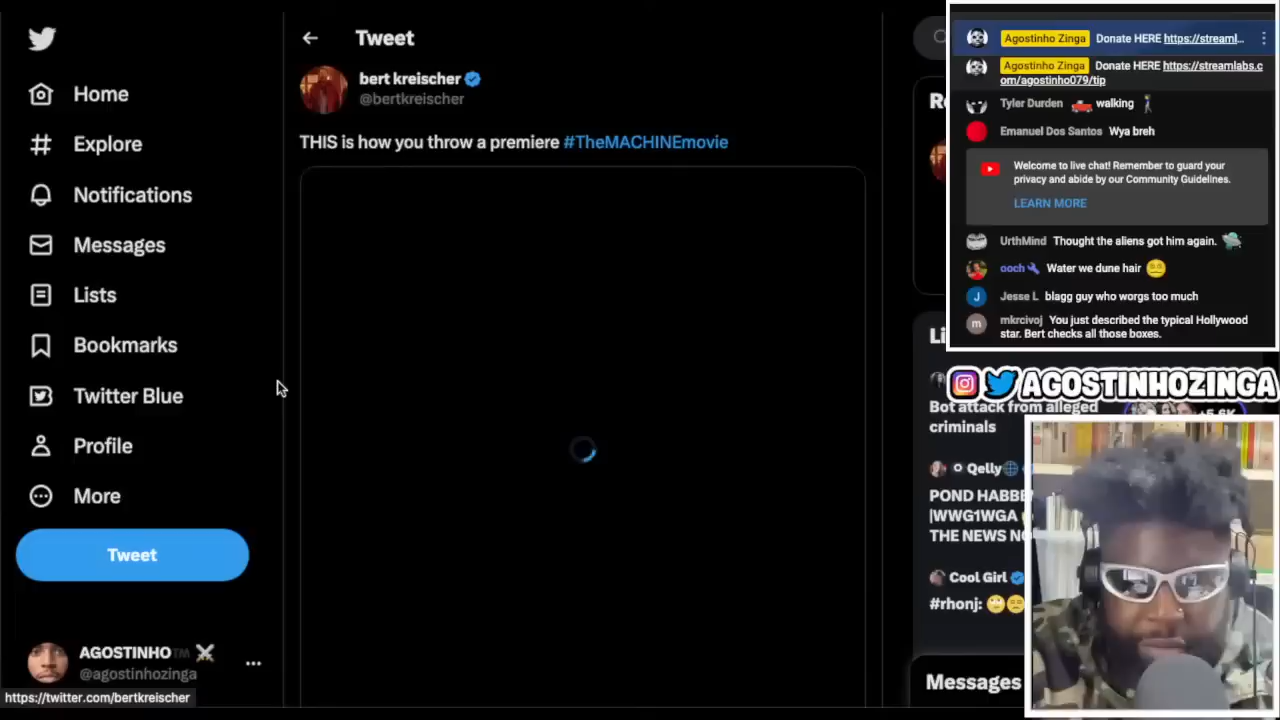 Home
Explore
Notifications
Messages
Lists
Bookmarks
Twitter Blue
Profile
More
Tweet
AGOSTINHO™
@agostinhozinga
https://twitter.com/bertkreischer
Tweet
bert kreischer
@bertkreischer
THIS is how you throw a premiere #TheMACHINEmovie
Bot attack from alleged
criminals
Qelly
POND HABBE
|WWG1WGA
THE NEWS NO
Cool Girl
#rhonj:
Messages
Agostinho Zinga Donate HERE https://streaml...
Agostinho Zinga Donate HERE https://streamlabs.c
om/agostinho079/tip
Tyler Durden walking
Emanuel Dos Santos Wya breh
Welcome to live chat! Remember to guard your
privacy and abide by our Community Guidelines.
LEARN MORE
UrthMind Thought the aliens got him again.
ooch Water we dune hair
Jesse L blagg guy who worgs too much
mkrcivoj You just described the typical Hollywood
star. Bert checks all those boxes.
AGOSTINHOZINGA